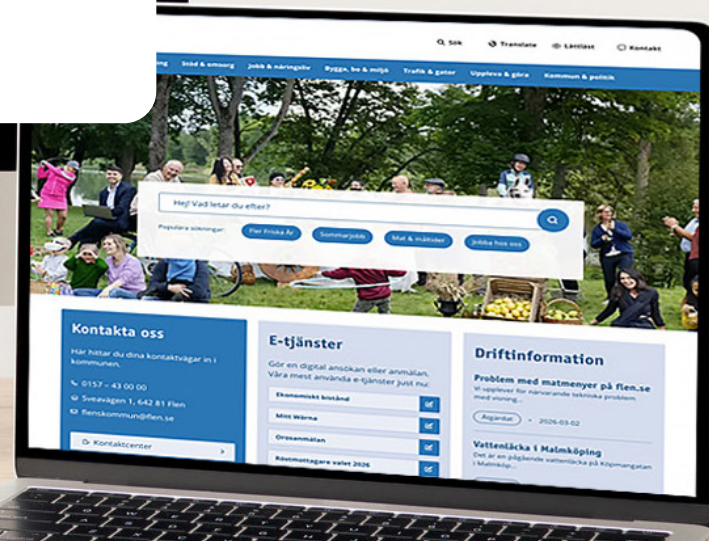 Sök Translate Lättläst Kontakt
Stöd & omsorg Jobb & näringsliv Bygga, bo & miljö Trafik & gator Uppleva & göra Kommun & politik
Hej! Vad letar du efter?
Populära sökningar: Fler Friska År Sommarjobb Mat & måltider Jobba hos oss
Kontakta oss
Här hittar du dina kontaktvägar in i
kommunen.
0157 – 43 00 00
Sveavägen 1, 642 81 Flen
flenskommun@flen.se
Kontaktcenter
E-tjänster
Gör en digital ansökan eller anmälan.
Våra mest använda e-tjänster just nu:
Ekonomiskt bistånd
Mitt Wärna
Orosanmälan
Röstmottagare valet 2026
Driftinformation
Problem med matmenyer på flen.se
Vi upplever för närvarande tekniska problem
med visning...
Åtgärdat • 2026-03-02
Vattenläcka i Malmköping
Det är en pågående vattenläcka på Köpmangatan
i Malmköp...